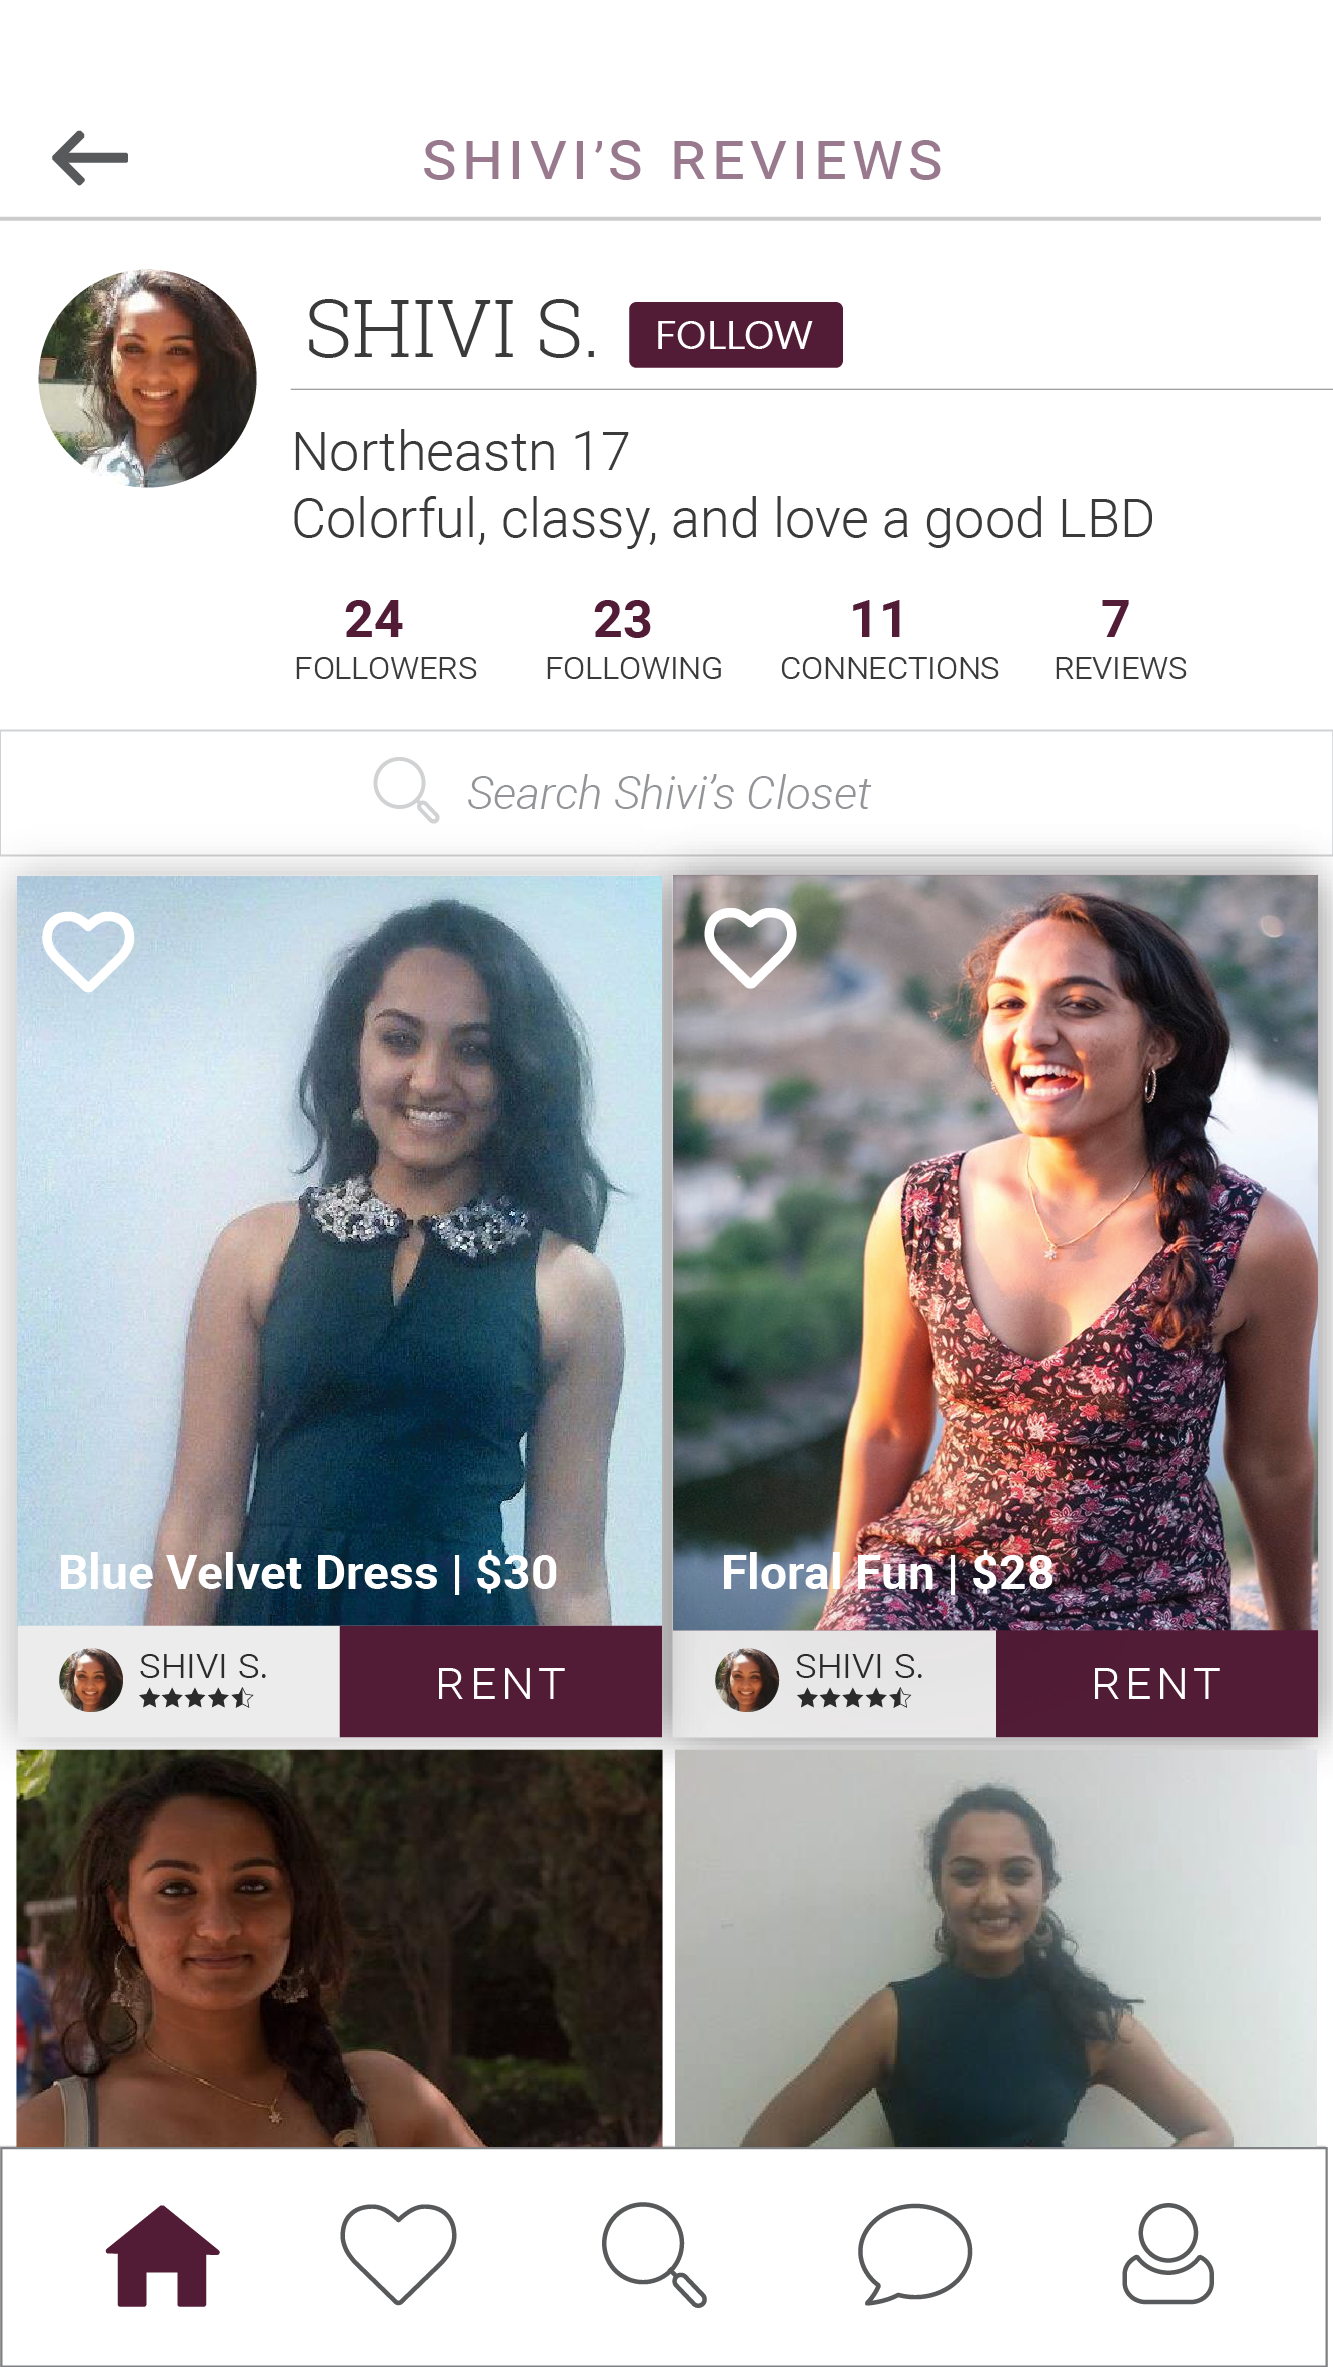 SHIVI’S REVIEWS
SHIVI S.
FOLLOW
Northeastn 17
Colorful, classy, and love a good LBD
24 23 11 7
FOLLOWERS FOLLOWING CONNECTIONS REVIEWS
Search Shivi’s Closet
Blue Velvet Dress | $30
Floral Fun | $28
SHIVI S.
RENT
SHIVI S.
RENT